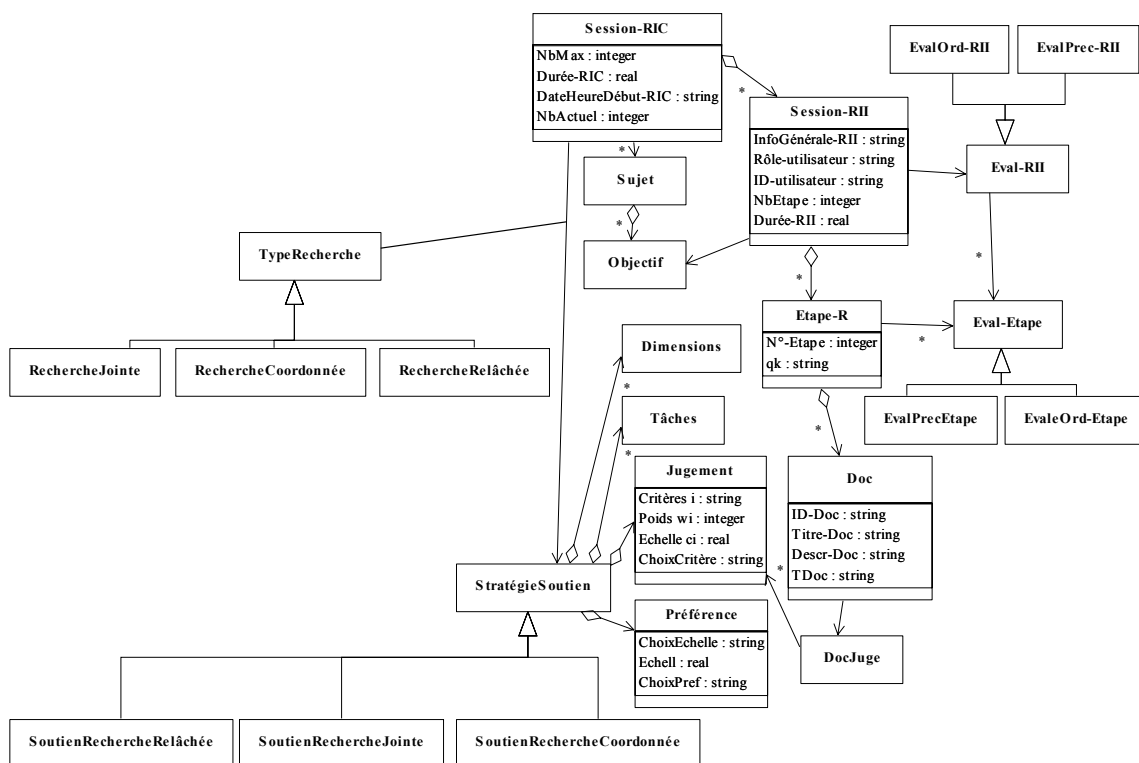 Session-RIC
NbMax : integer
Durée-RIC : real
DateHeureDébut-RIC : string
NbActuel : integer
EvalOrd-RII
EvalPrec-RII
*
Session-RII
InfoGénérale-RII : string
Rôle-utilisateur : string
ID-utilisateur : string
NbEtape : integer
Durée-RII : real
Eval-RII
*
Sujet
*
Objectif
TypeRecherche
*
*
Etape-R
N°-Etape : integer
qk : string
*
Eval-Etape
RechercheJointe
RechercheCoordonnée
RechercheRelâchée
Dimensions
*
EvalPrecEtape
EvaleOrd-Etape
Tâches
*
*
Jugement
Critères i : string
Poids wi : integer
Echelle ci : real
ChoixCritère : string
Doc
ID-Doc : string
Titre-Doc : string
Descr-Doc : string
TDoc : string
*
StratégieSoutien
Préférence
ChoixEchelle : string
Echell : real
ChoixPref : string
DocJuge
SoutienRechercheRelâchée
SoutienRechercheJointe
SoutienRechercheCoordonnée